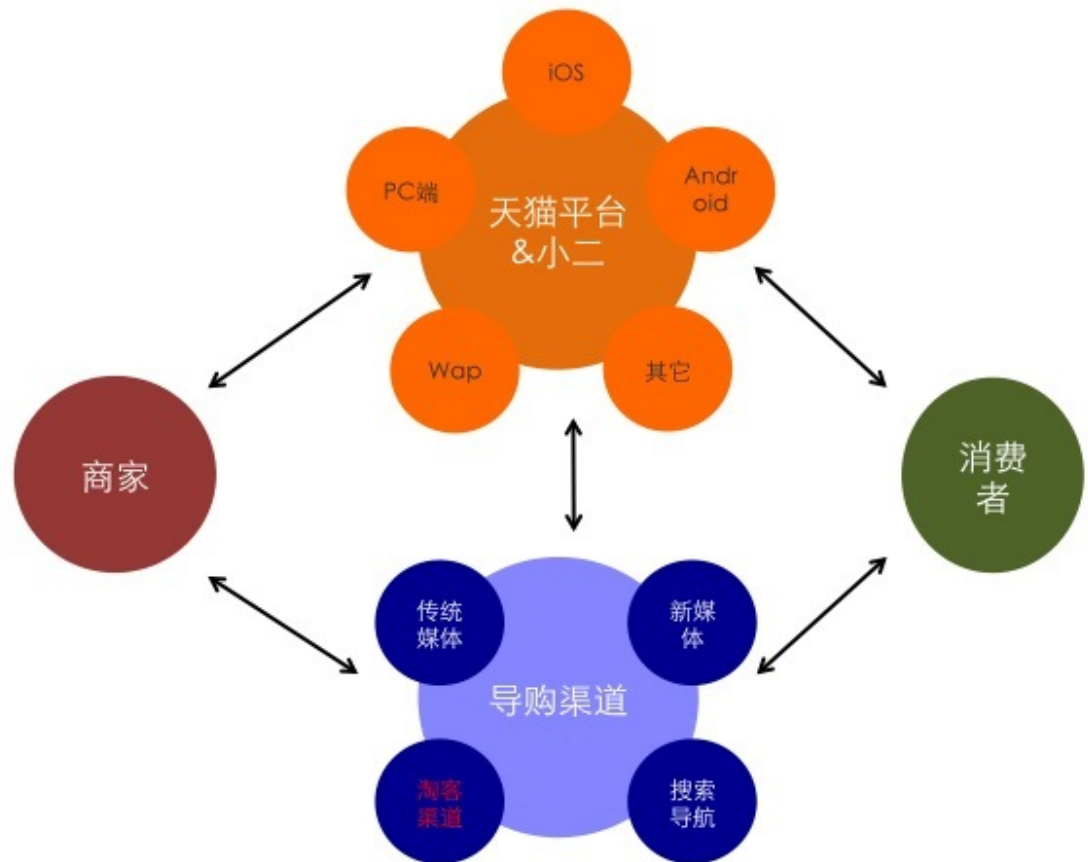 iOS
PC端
Andr
oid
天猫平台
&小二
Wap
其它
商家
消费
者
传统
媒体
新媒
体
导购渠道
淘客
渠道
搜索
导航